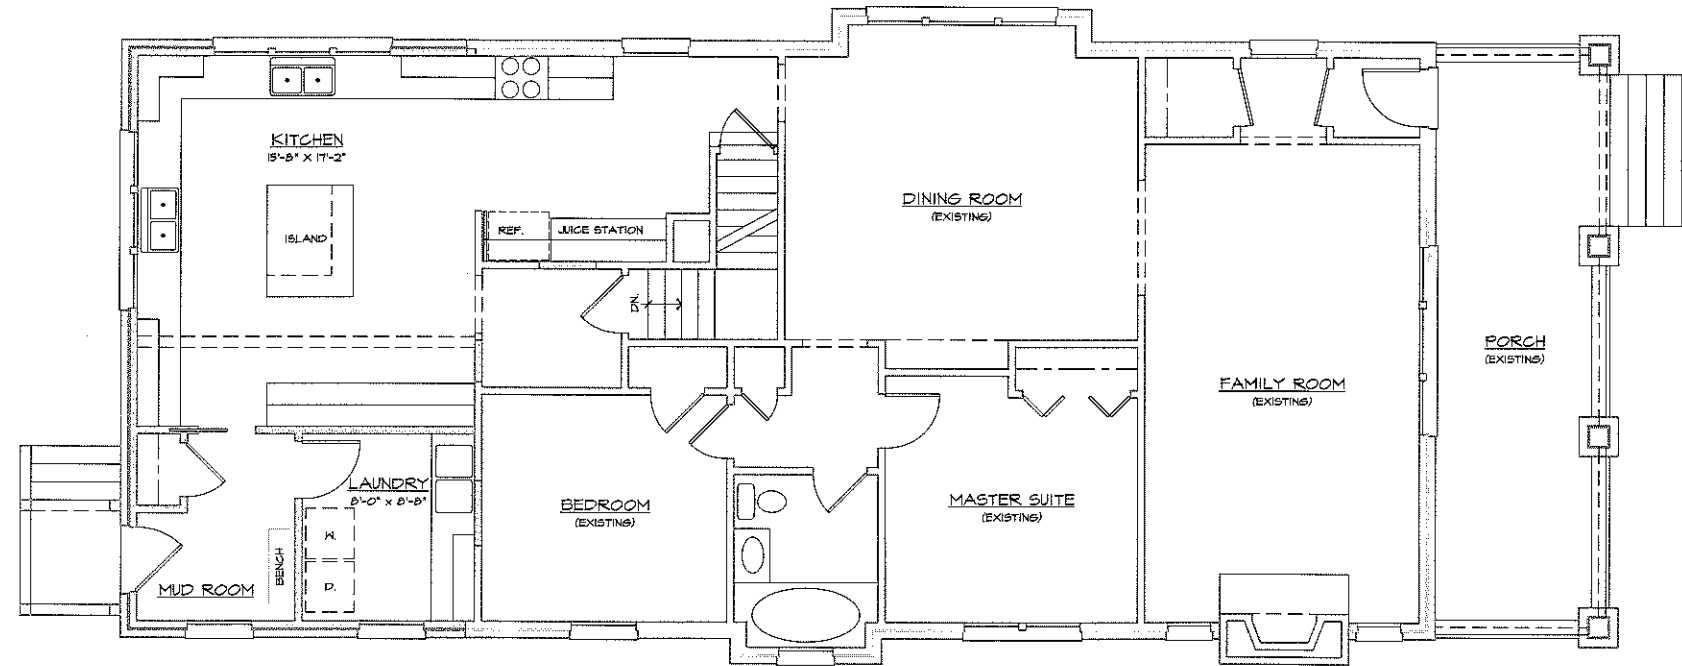 KITCHEN
15'-8" X 17'-2"
ISLAND
REF.
JUICE STATION
DN.
DINING ROOM
(EXISTING)
PORCH
(EXISTING)
FAMILY ROOM
(EXISTING)
LAUNDRY
8'-0" x 8'-8"
BEDROOM
(EXISTING)
MASTER SUITE
(EXISTING)
W.
D.
BENCH
MUD ROOM